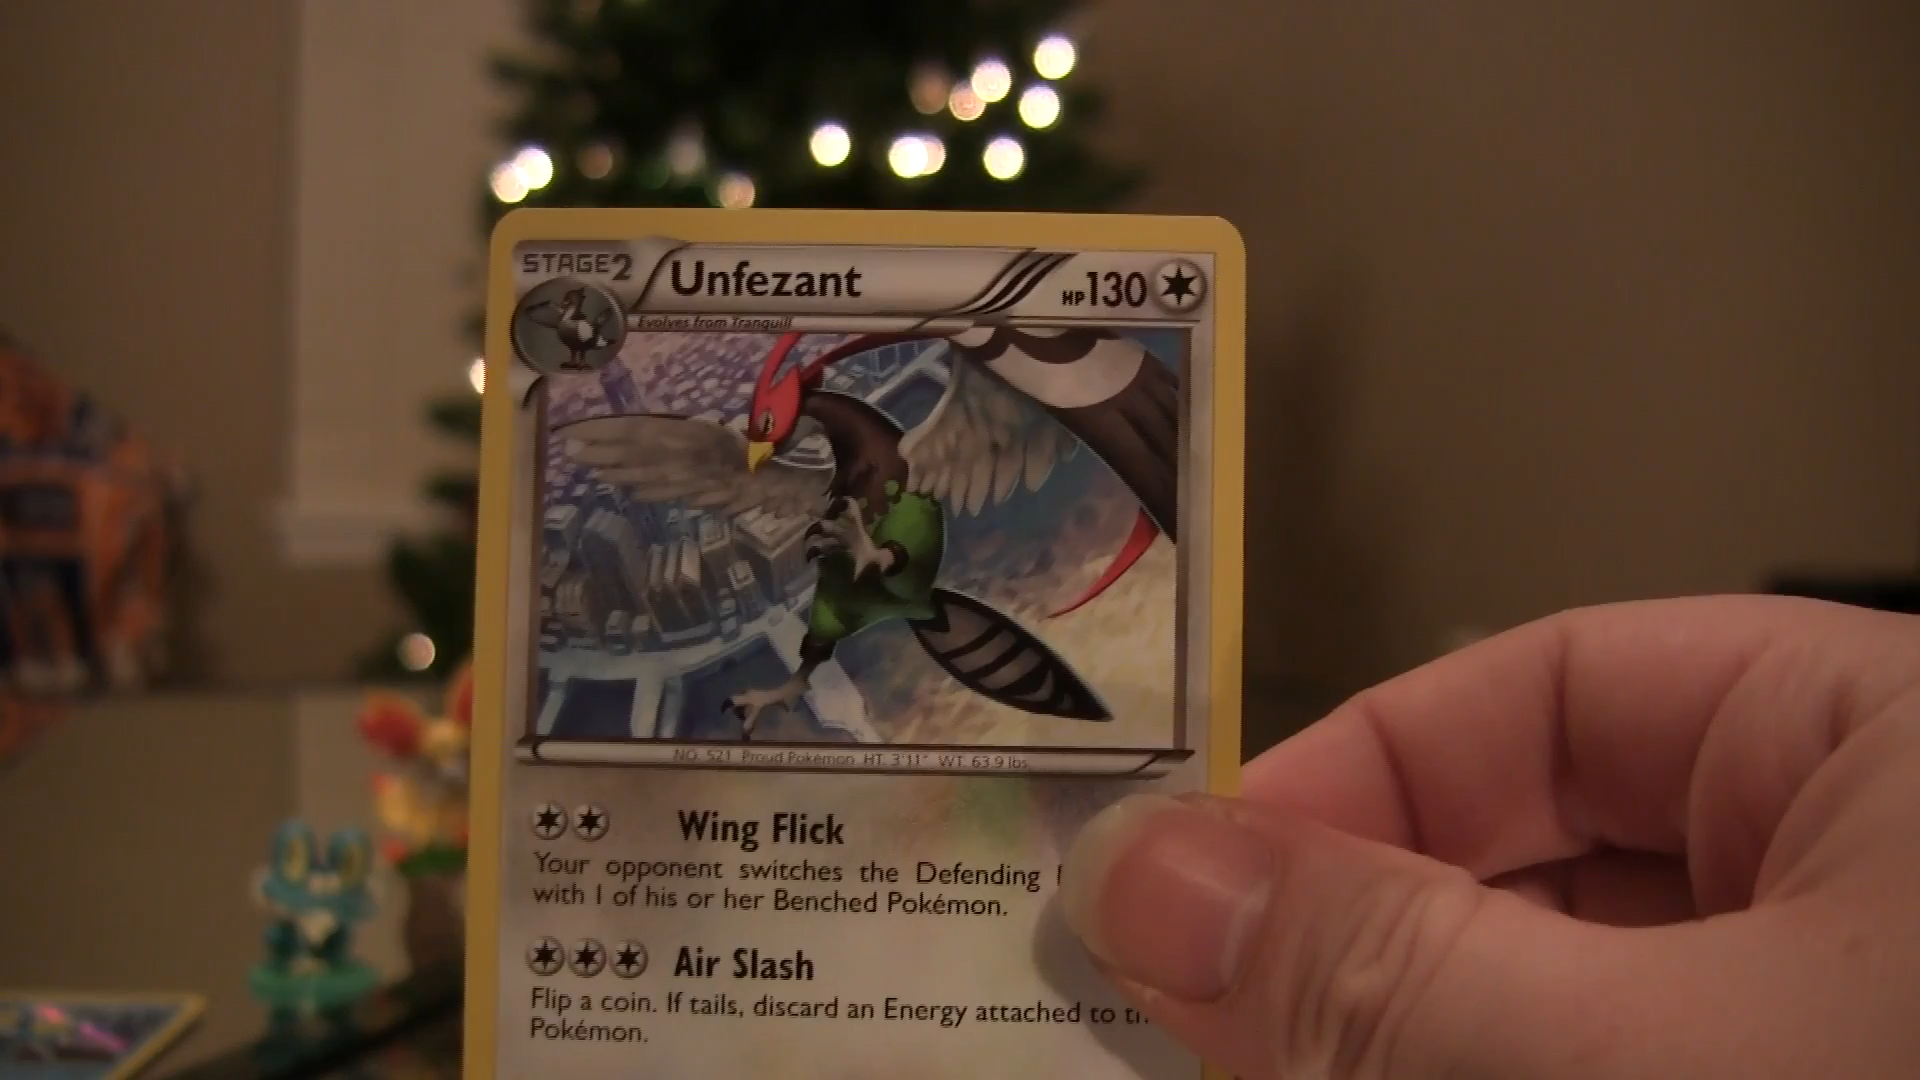 STAGE2 Unfezant HP130
Evolves from Tranquill
NO. 521 Proud Pokémon HT: 3'11" WT: 63.9 lbs.
Wing Flick
Your opponent switches the Defending
with 1 of his or her Benched Pokémon.
Air Slash
Flip a coin. If tails, discard an Energy attached to
Pokémon.